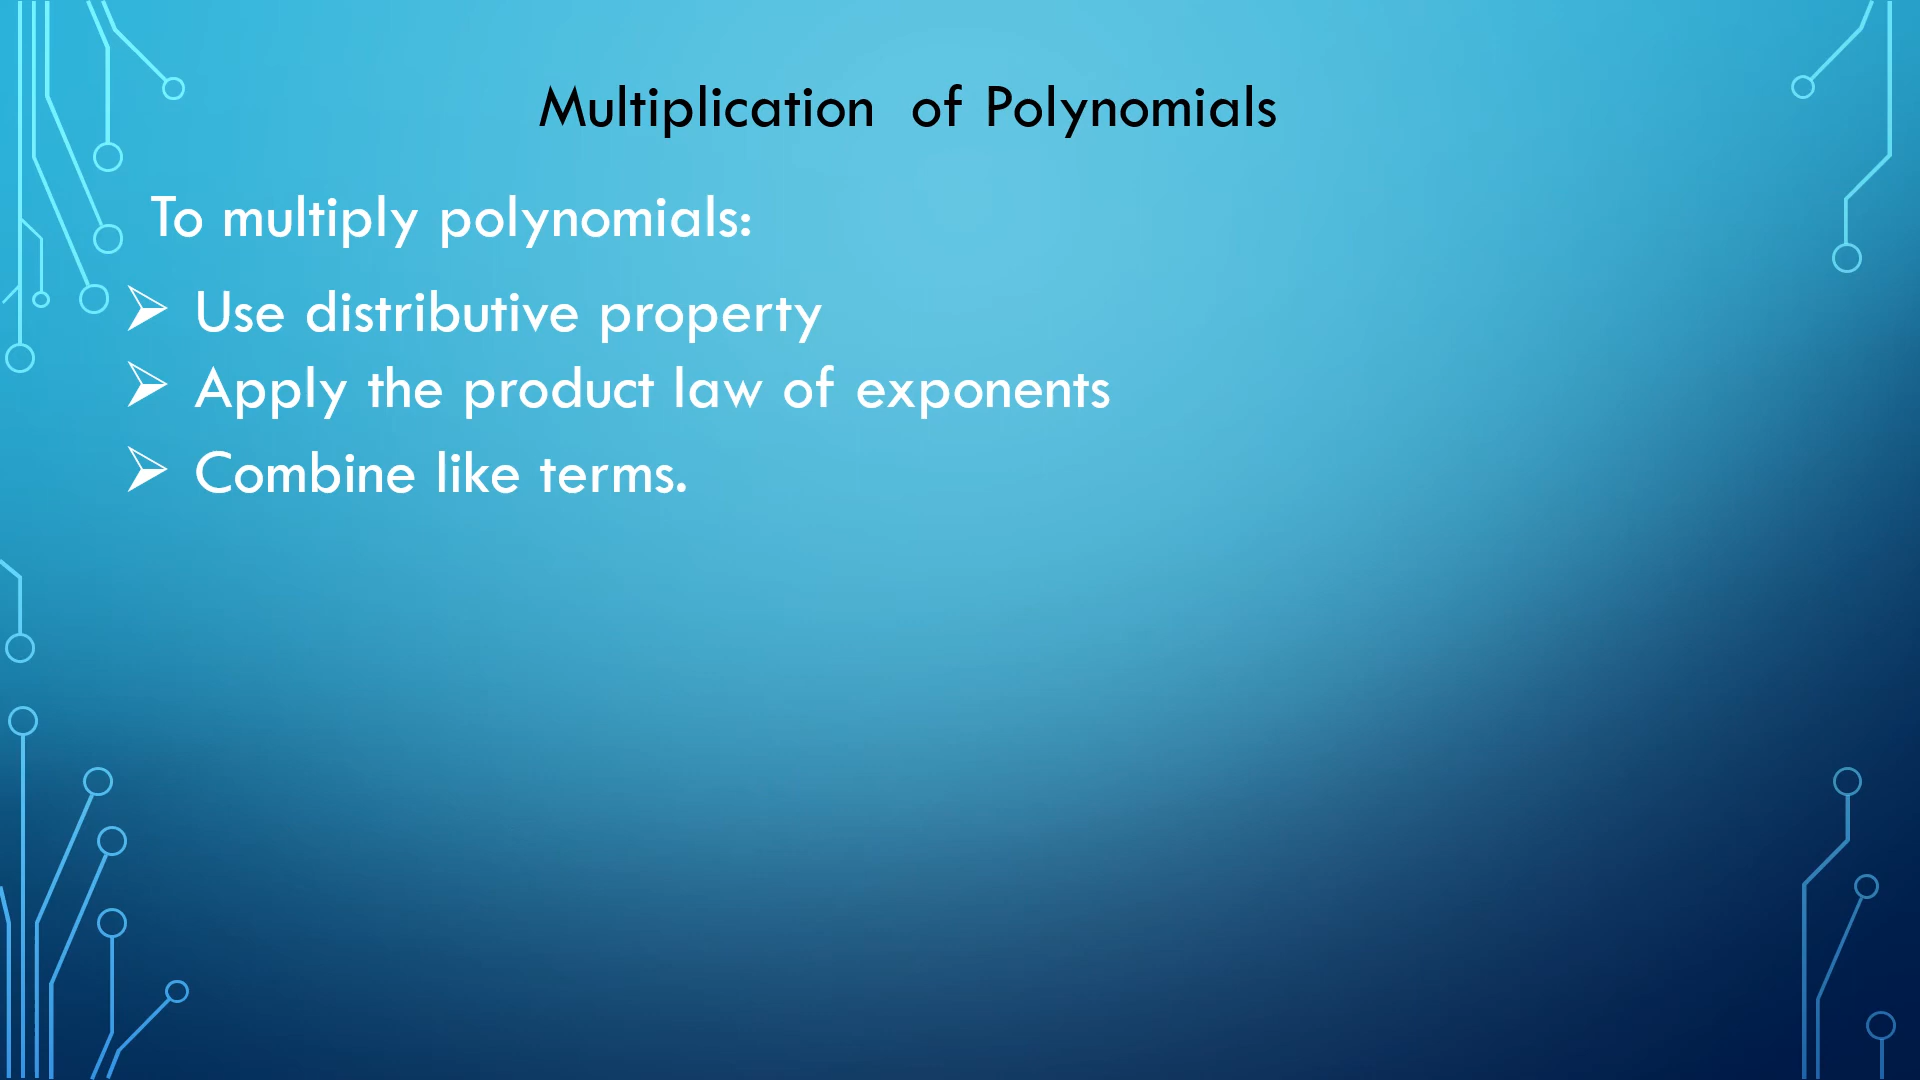 Multiplication of Polynomials
To multiply polynomials:
➢ Use distributive property
➢ Apply the product law of exponents
➢ Combine like terms.